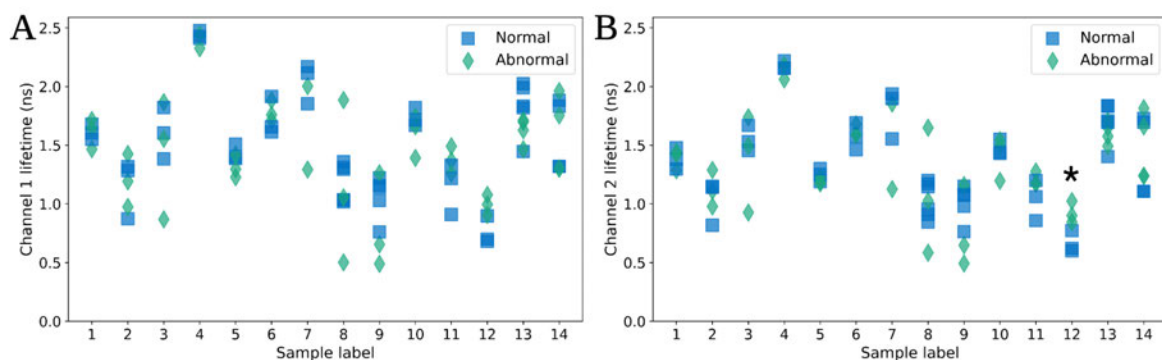 A
Channel 1 lifetime (ns)
2.5
2.0
1.5
1.0
0.5
0.0
Normal
Abnormal
1 2 3 4 5 6 7 8 9 10 11 12 13 14
Sample label
B
Channel 2 lifetime (ns)
2.5
2.0
1.5
1.0
0.5
0.0
Normal
Abnormal
*
1 2 3 4 5 6 7 8 9 10 11 12 13 14
Sample label